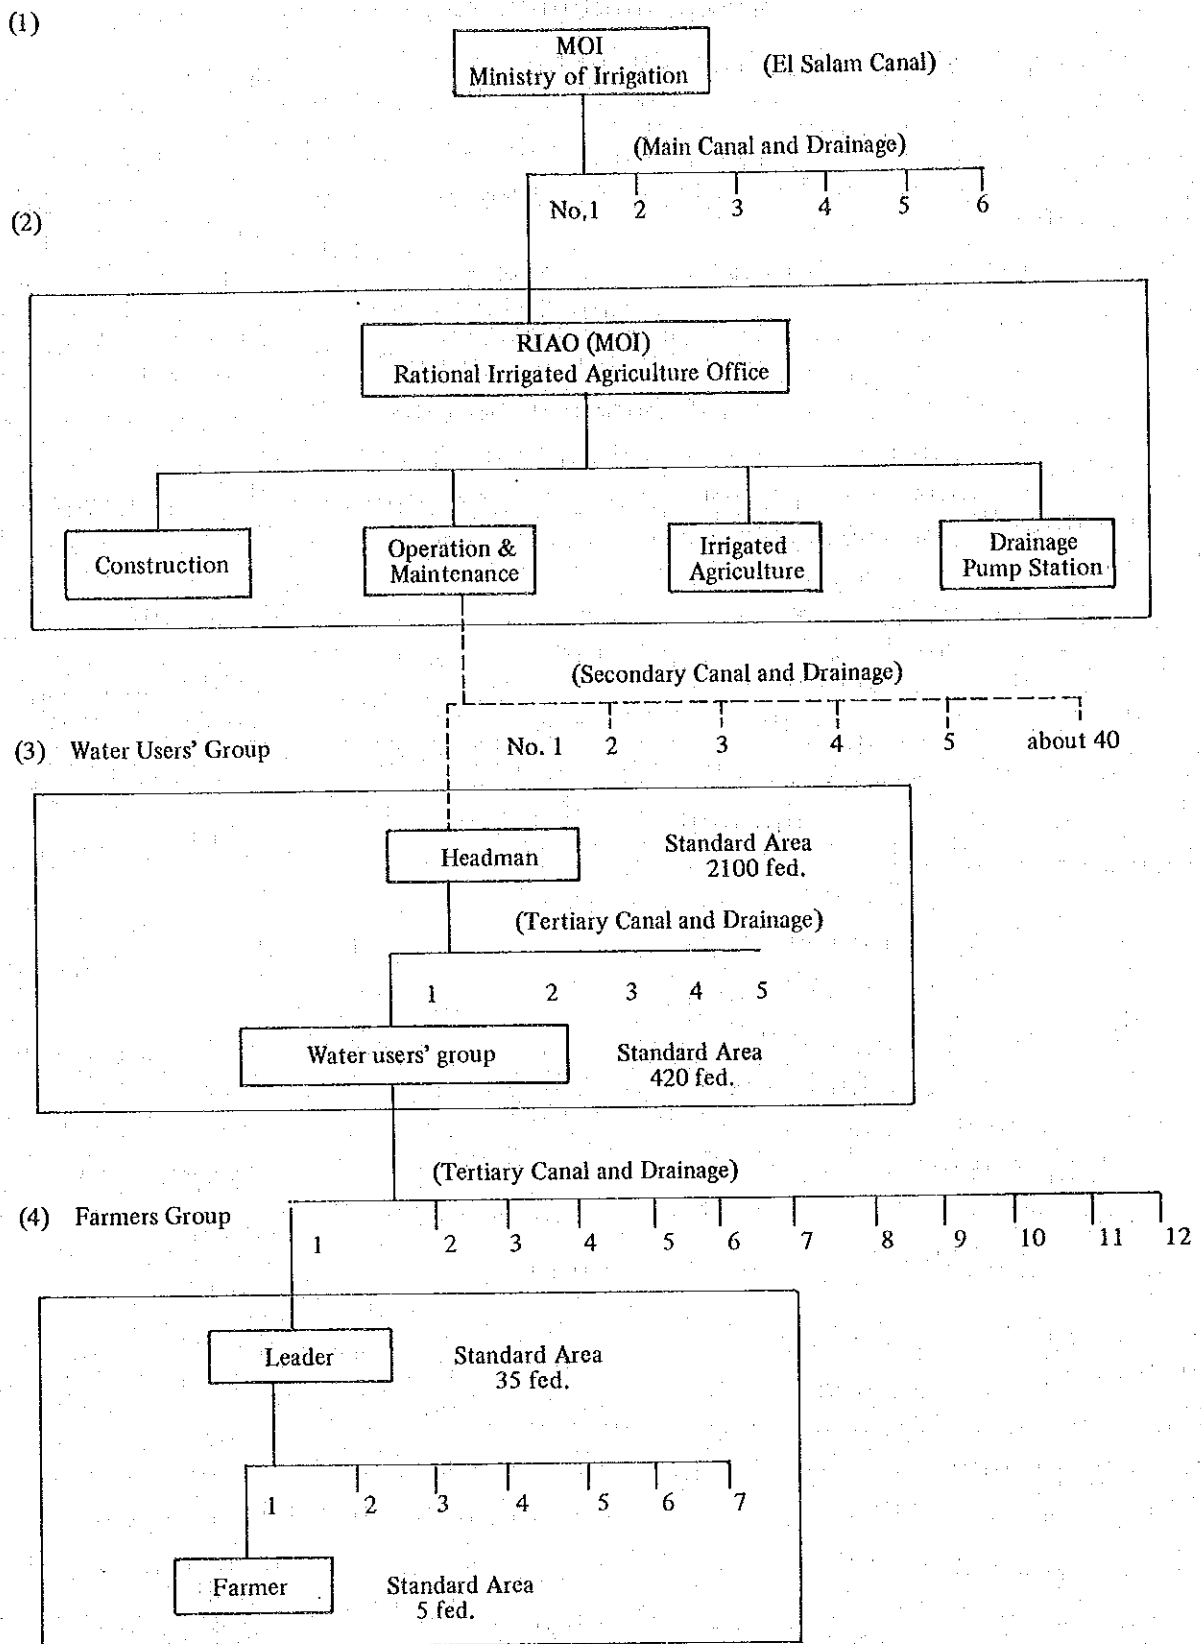 (1)
MOI
Ministry of Irrigation
(El Salam Canal)
(Main Canal and Drainage)
No,1 2 3 4 5 6
(2)
RIAO (MOI)
Rational Irrigated Agriculture Office
Construction
Operation &
Maintenance
Irrigated
Agriculture
Drainage
Pump Station
(Secondary Canal and Drainage)
No. 1 2 3 4 5 about 40
(3) Water Users' Group
Headman
Standard Area
2100 fed.
(Tertiary Canal and Drainage)
1 2 3 4 5
Water users' group
Standard Area
420 fed.
(Tertiary Canal and Drainage)
(4) Farmers Group
1 2 3 4 5 6 7 8 9 10 11 12
Leader
Standard Area
35 fed.
1 2 3 4 5 6 7
Farmer
Standard Area
5 fed.